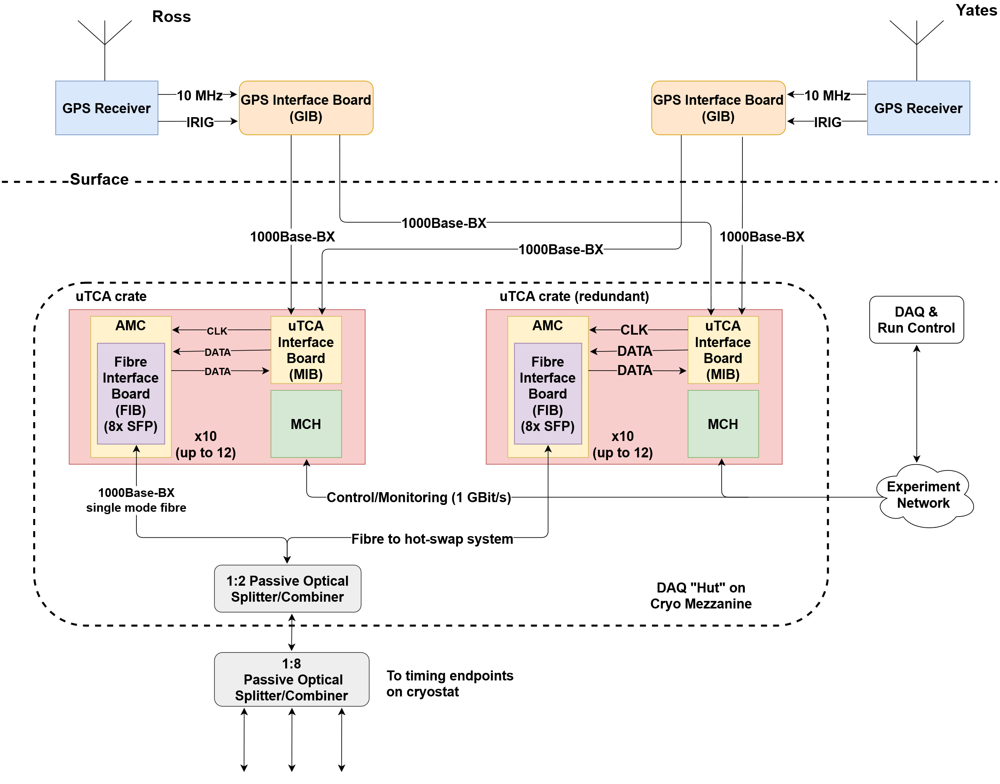 Ross
Yates
GPS Receiver
10 MHz
IRIG
GPS Interface Board
(GIB)
GPS Interface Board
(GIB)
10 MHz
IRIG
GPS Receiver
Surface
1000Base-BX
1000Base-BX
1000Base-BX
1000Base-BX
uTCA crate
AMC
Fibre
Interface
Board
(FIB)
(8x SFP)
CLK
DATA
DATA
uTCA
Interface
Board
(MIB)
MCH
x10
(up to 12)
uTCA crate (redundant)
AMC
Fibre
Interface
Board
(FIB)
(8x SFP)
CLK
DATA
DATA
uTCA
Interface
Board
(MIB)
MCH
x10
(up to 12)
DAQ &
Run Control
Experiment
Network
1000Base-BX
single mode fibre
Control/Monitoring (1 GBit/s)
Fibre to hot-swap system
1:2 Passive Optical
Splitter/Combiner
DAQ "Hut" on
Cryo Mezzanine
1:8
Passive Optical
Splitter/Combiner
To timing endpoints
on cryostat